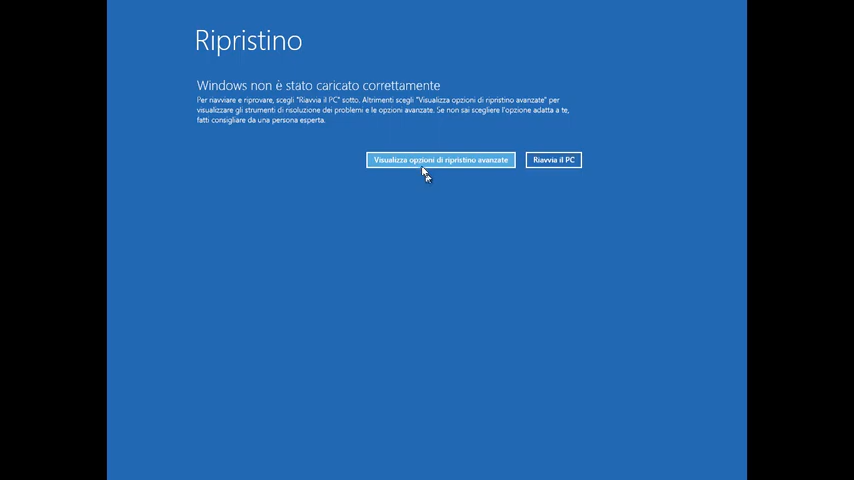 Ripristino
Windows non è stato caricato correttamente
Per riavviare e riprovare, scegli "Riavvia il PC" sotto. Altrimenti scegli "Visualizza opzioni di ripristino avanzate" per
visualizzare gli strumenti di risoluzione dei problemi e le opzioni avanzate. Se non sai scegliere l'opzione adatta a te,
fatti consigliare da una persona esperta.
Visualizza opzioni di ripristino avanzate
Riavvia il PC